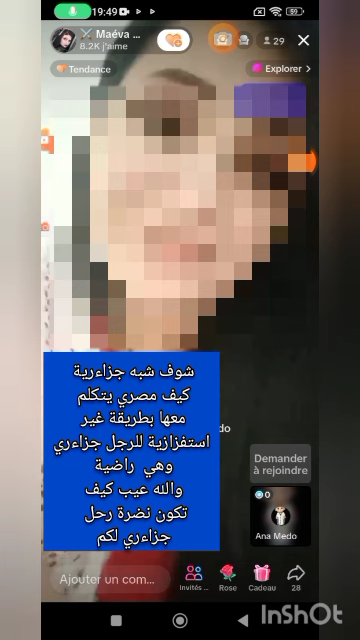 19:49
Maéva ...
8.2K j'aime
29
59
Tendance
Explorer >
شوف شبه جزاءرية
كيف مصري يتكلم
معها بطريقة غير
استفزازية للرجل جزاءري
وهي راضية
والله عيب كيف
تكون نضرة رحل
جزاءري لكم
do
Demander
à rejoindre
0
Ana Medo
Ajouter un com...
Invités ...
Rose
Cadeau
28
InShOt